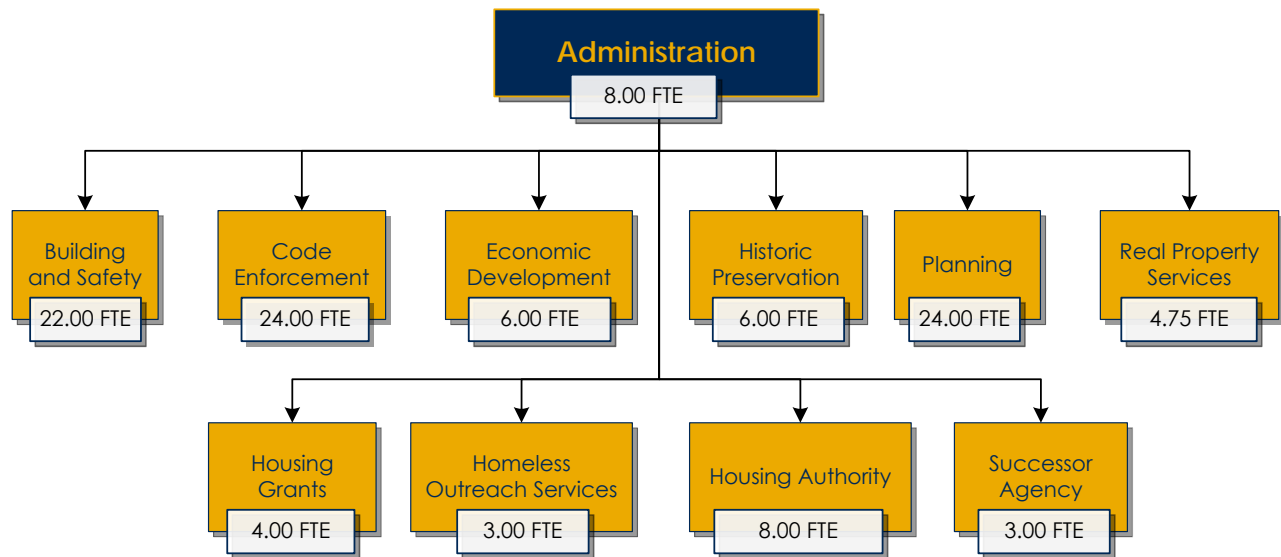 Administration
8.00 FTE
Building
and Safety
22.00 FTE
Code
Enforcement
24.00 FTE
Economic
Development
6.00 FTE
Historic
Preservation
6.00 FTE
Planning
24.00 FTE
Real Property
Services
4.75 FTE
Housing
Grants
4.00 FTE
Homeless
Outreach Services
3.00 FTE
Housing Authority
8.00 FTE
Successor
Agency
3.00 FTE